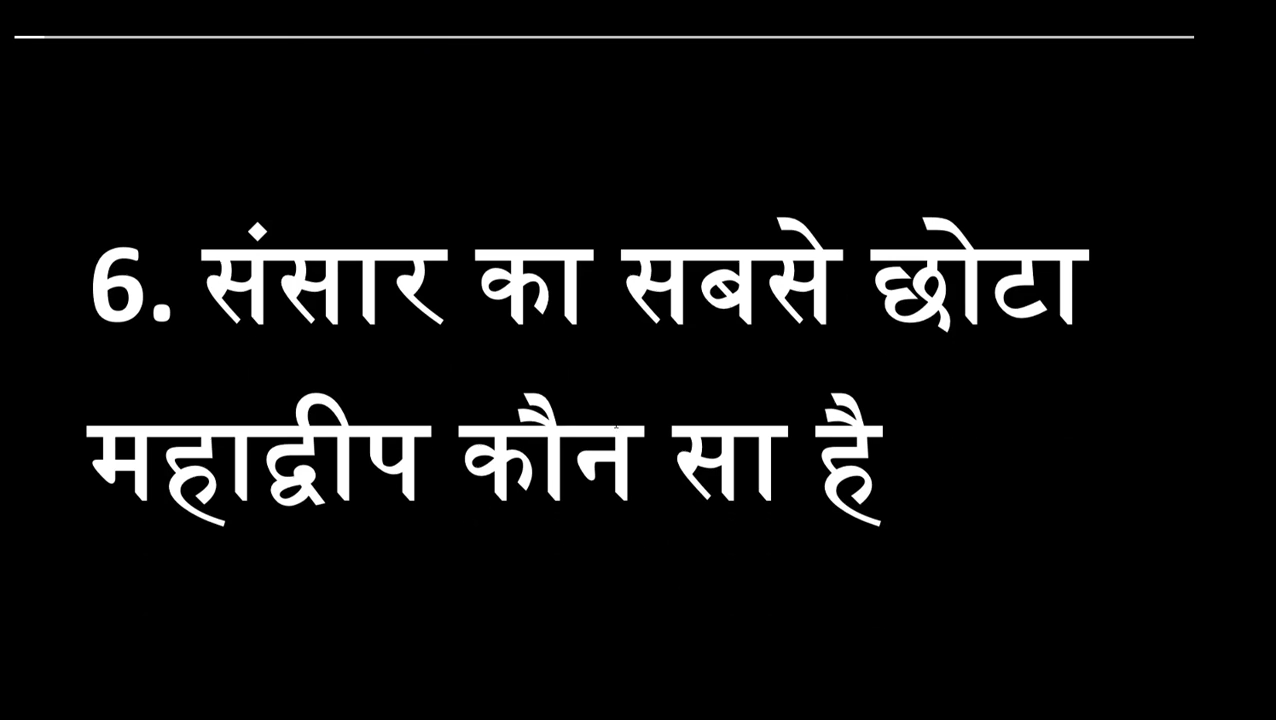 6. संसार का सबसे छोटा
महाद्वीप कौन सा है